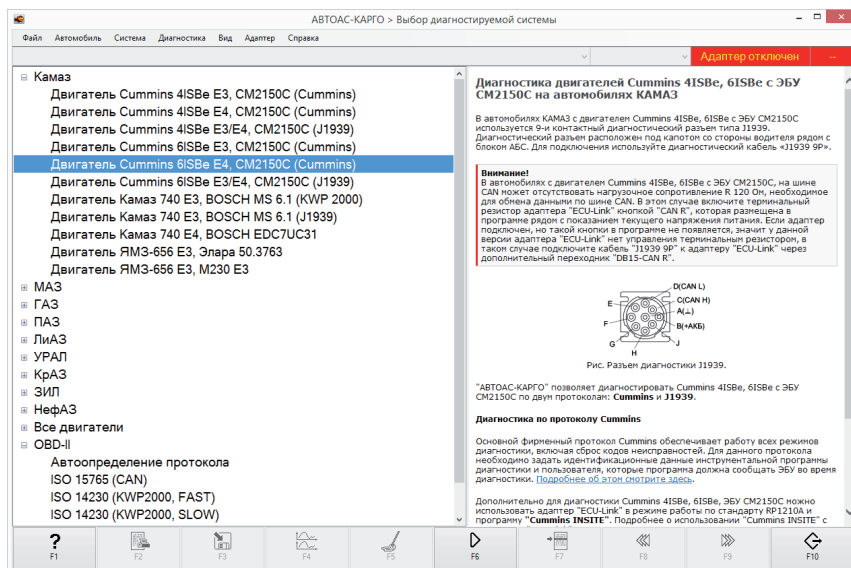 АВТОАС-КАРГО > Выбор диагностируемой системы
Файл Автомобиль Система Диагностика Вид Адаптер Справка
Адаптер отключен --
Камаз
Двигатель Cummins 4ISBe E3, CM2150C (Cummins)
Двигатель Cummins 4ISBe E4, CM2150C (Cummins)
Двигатель Cummins 4ISBe E3/E4, CM2150C (J1939)
Двигатель Cummins 6ISBe E3, CM2150C (Cummins)
Двигатель Cummins 6ISBe E4, CM2150C (Cummins)
Двигатель Cummins 6ISBe E3/E4, CM2150C (J1939)
Двигатель Камаз 740 E3, BOSCH MS 6.1 (KWP 2000)
Двигатель Камаз 740 E3, BOSCH MS 6.1 (J1939)
Двигатель Камаз 740 E4, BOSCH EDC7UC31
Двигатель ЯМЗ-656 E3, Элара 50.3763
Двигатель ЯМЗ-656 E3, M230 E3
МАЗ
ГАЗ
ПАЗ
ЛиАЗ
УРАЛ
КрАЗ
ЗИЛ
НефАЗ
Все двигатели
OBD-II
Автоопределение протокола
ISO 15765 (CAN)
ISO 14230 (KWP2000, FAST)
ISO 14230 (KWP2000, SLOW)
Диагностика двигателей Cummins 4ISBe, 6ISBe с ЭБУ
CM2150C на автомобилях КАМАЗ
В автомобилях КАМАЗ с двигателем Cummins 4ISBe, 6ISBe с ЭБУ CM2150C
используется 9-и контактный диагностический разъем типа J1939.
Диагностический разъем расположен под капотом со стороны водителя рядом с
блоком АБС. Для подключения используйте диагностический кабель «J1939 9P».
Внимание!
В автомобилях с двигателем Cummins 4ISBe, 6ISBe с ЭБУ CM2150C, на шине
CAN может отсутствовать нагрузочное сопротивление R 120 Ом, необходимое
для обмена данными по шине CAN. В этом случае включите терминальный
резистор адаптера "ECU-Link" кнопкой "CAN R", которая размещена в
программе рядом с показанием текущего напряжения питания. Если адаптер
подключен, но такой кнопки в программе не появляется, значит у данной
версии адаптера "ECU-Link" нет управления терминальным резистором, в
таком случае подключите кабель "J1939 9P" к адаптеру "ECU-Link" через
дополнительный переходник "DB15-CAN R".
D(CAN L)
E
C(CAN H)
A(⊥)
F
B(+АКБ)
G
J
H
Рис. Разъем диагностики J1939.
"АВТОАС-КАРГО" позволяет диагностировать Cummins 4ISBe, 6ISBe с ЭБУ
CM2150C по двум протоколам: Cummins и J1939.
Диагностика по протоколу Cummins
Основной фирменный протокол Cummins обеспечивает работу всех режимов
диагностики, включая сброс кодов неисправностей. Для данного протокола
необходимо задать идентификационные данные инструментальной программы
диагностики и пользователя, которые программа должна сообщать ЭБУ во время
диагностики. Подробнее об этом смотрите здесь.
Дополнительно для диагностики Cummins 4ISBe, 6ISBe, ЭБУ CM2150C можно
использовать адаптер "ECU-Link" в режиме работы по стандарту RP1210A и
программу "Cummins INSITE". Подробнее о использовании "Cummins INSITE" с
?
F1 F2 F3 F4 F5 F6 F7 F8 F9 F10